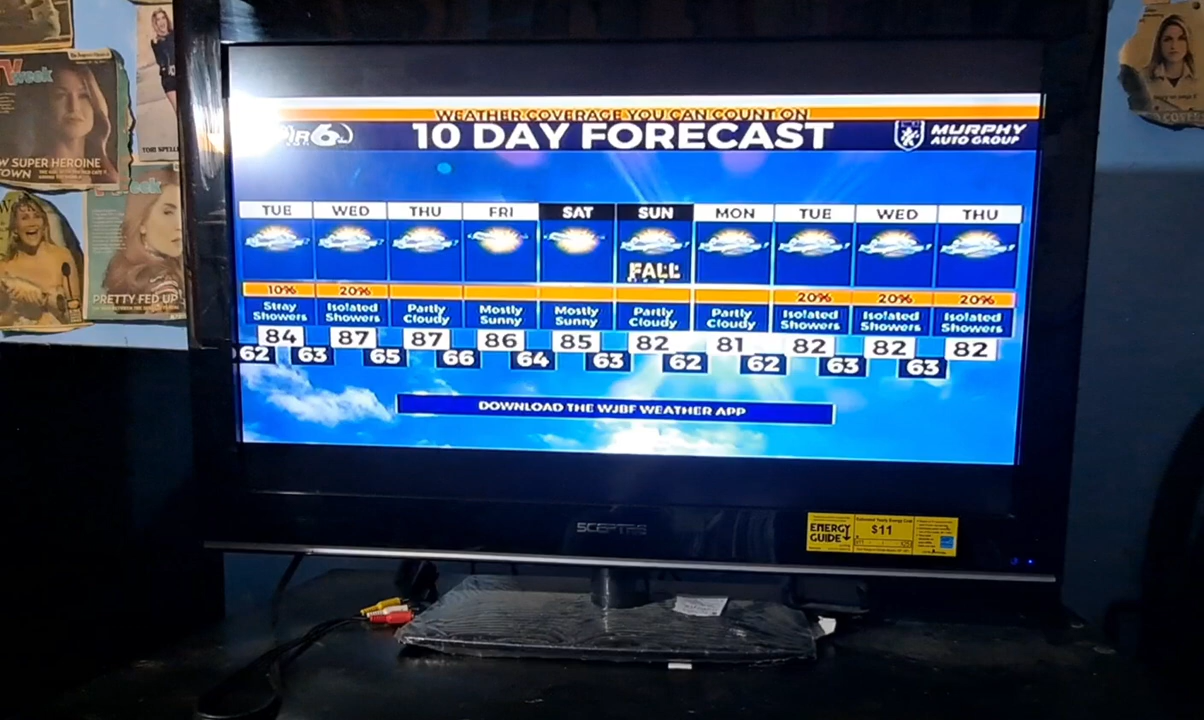 WEATHER COVERAGE YOU CAN COUNT ON
10 DAY FORECAST
MURPHY
AUTO GROUP
TUE WED THU FRI SAT SUN MON TUE WED THU
FALL
10% 20% 20% 20% 20%
Stray Showers
Isolated Showers
Partly Cloudy
Mostly Sunny
Mostly Sunny
Partly Cloudy
Partly Cloudy
Isolated Showers
Isolated Showers
Isolated Showers
84 87 87 86 85 82 81 82 82 82
62 63 65 66 64 63 62 62 63 63
DOWNLOAD THE WJBF WEATHER APP
ENERGY
GUIDE
$11
TV week
SUPER HEROINE
PRETTY FED UP